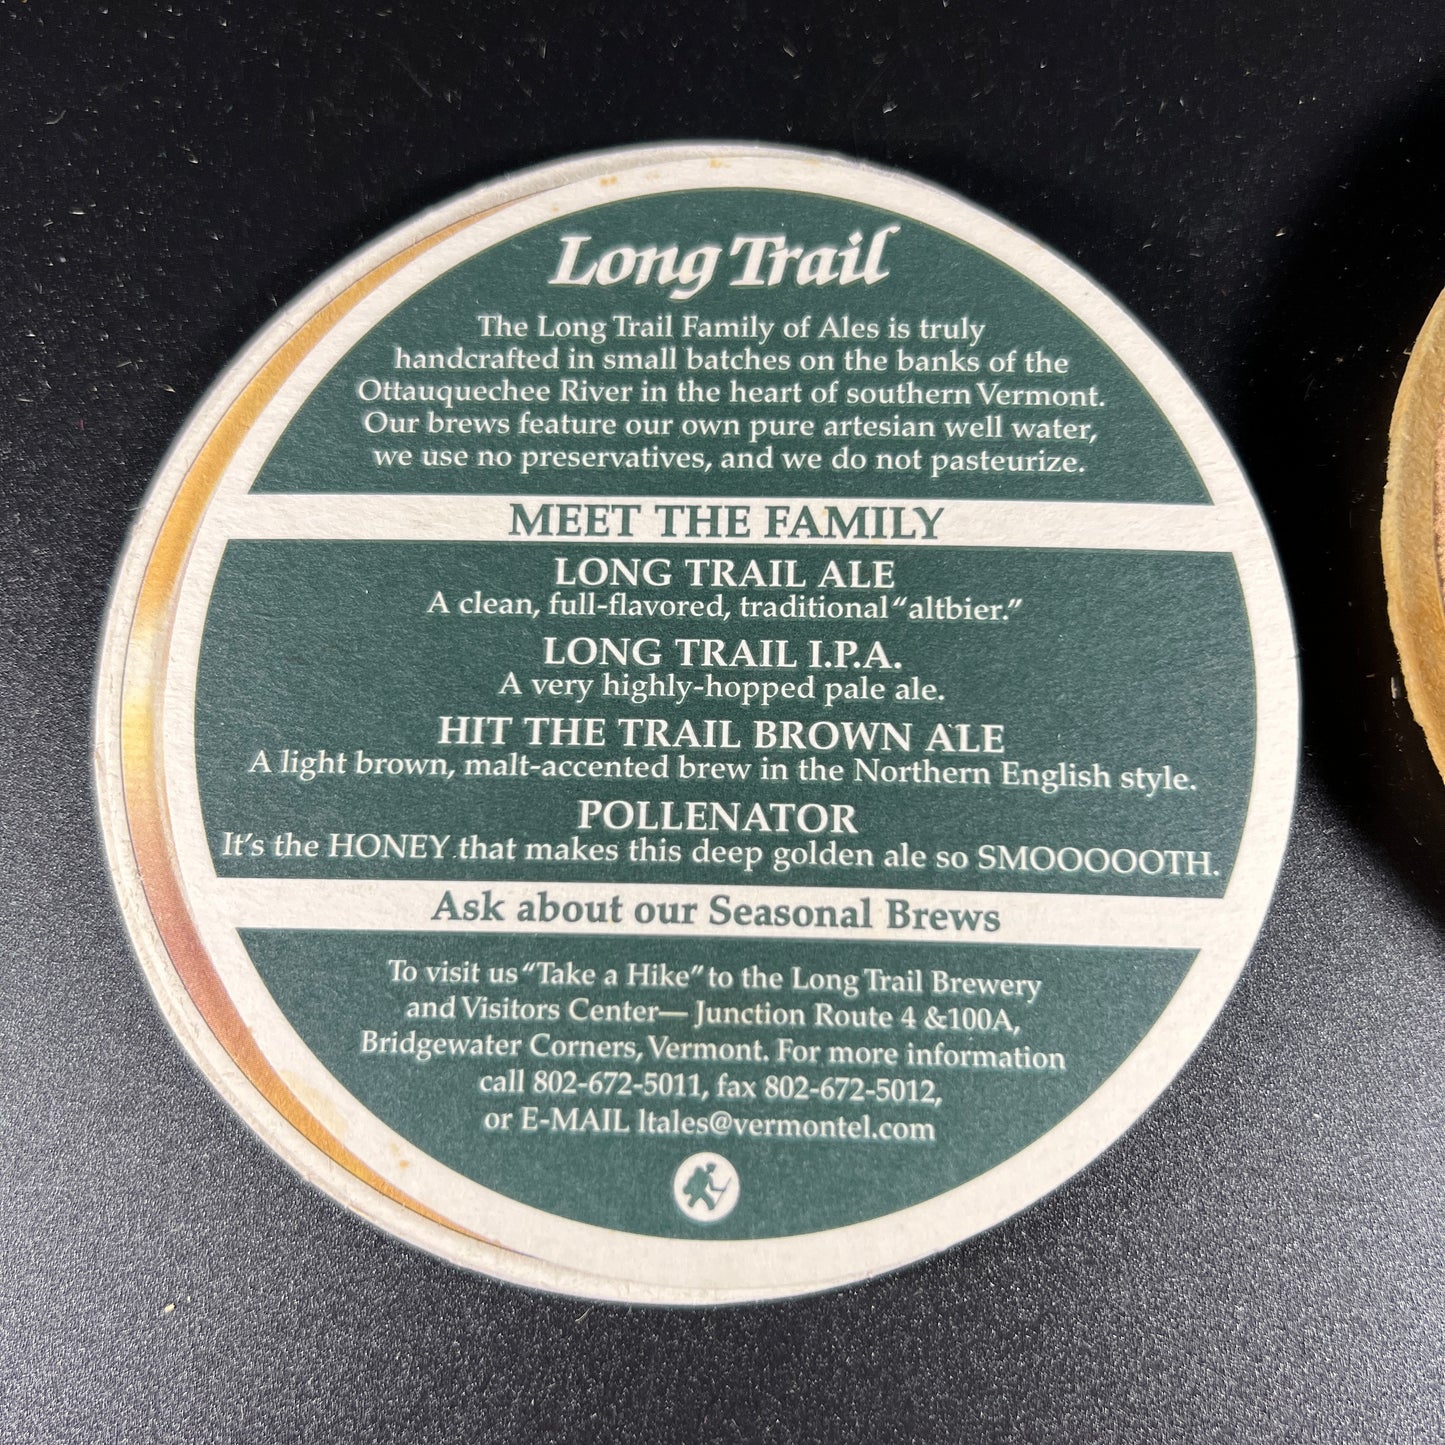 Long Trail
The Long Trail Family of Ales is truly
handcrafted in small batches on the banks of the
Ottauquechee River in the heart of southern Vermont.
Our brews feature our own pure artesian well water,
we use no preservatives, and we do not pasteurize.
MEET THE FAMILY
LONG TRAIL ALE
A clean, full-flavored, traditional “altbier.”
LONG TRAIL I.P.A.
A very highly-hopped pale ale.
HIT THE TRAIL BROWN ALE
A light brown, malt-accented brew in the Northern English style.
POLLENATOR
It’s the HONEY that makes this deep golden ale so SMOOOOOTH.
Ask about our Seasonal Brews
To visit us “Take a Hike” to the Long Trail Brewery
and Visitors Center— Junction Route 4 &100A,
Bridgewater Corners, Vermont. For more information
call 802-672-5011, fax 802-672-5012,
or E-MAIL ltales@vermontel.com